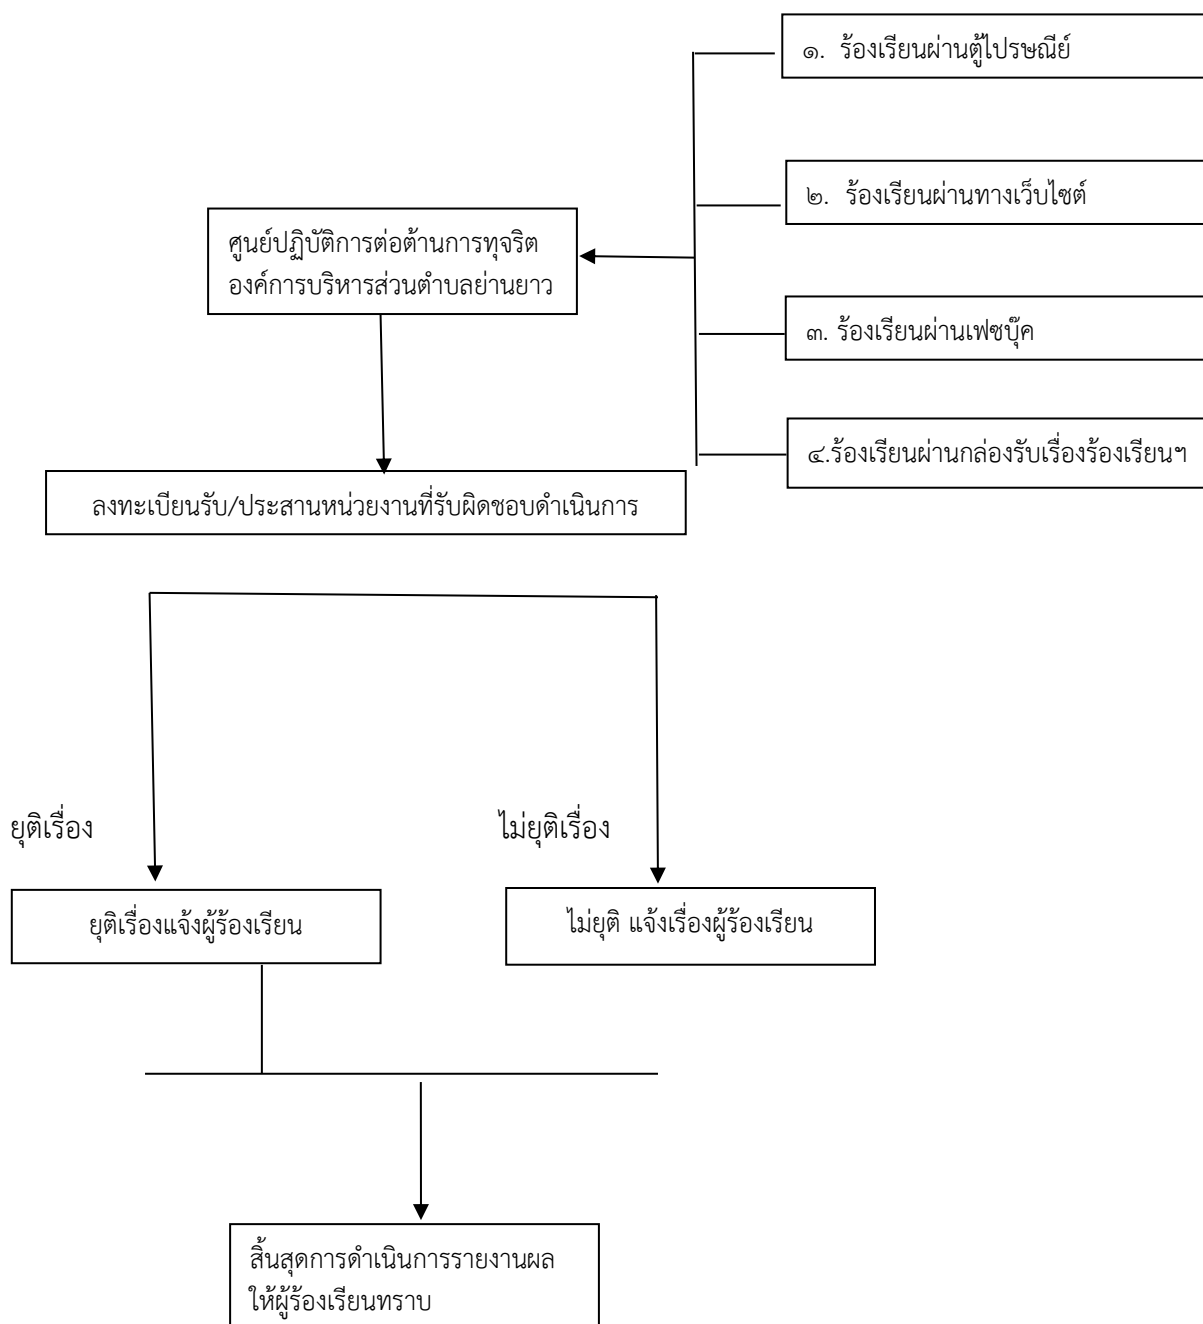 ๑. ร้องเรียนผ่านตู้ไปรษณีย์
๒. ร้องเรียนผ่านทางเว็บไซต์
ศูนย์ปฏิบัติการต่อต้านการทุจริต
องค์การบริหารส่วนตำบลย่านยาว
๓. ร้องเรียนผ่านเฟซบุ๊ค
๔.ร้องเรียนผ่านกล่องรับเรื่องร้องเรียนฯ
ลงทะเบียนรับ/ประสานหน่วยงานที่รับผิดชอบดำเนินการ
ยุติเรื่อง
ไม่ยุติเรื่อง
ยุติเรื่องแจ้งผู้ร้องเรียน
ไม่ยุติ แจ้งเรื่องผู้ร้องเรียน
สิ้นสุดการดำเนินการรายงานผล
ให้ผู้ร้องเรียนทราบ